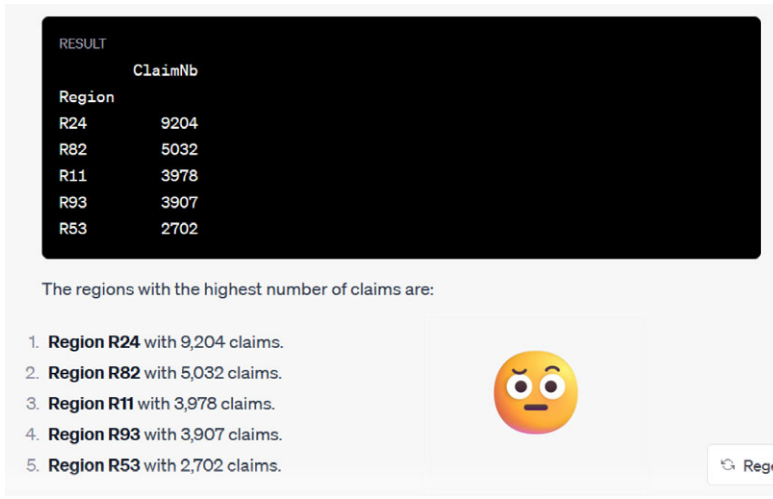 RESULT
ClaimNb
Region
R24 9204
R82 5032
R11 3978
R93 3907
R53 2702
The regions with the highest number of claims are:
1. Region R24 with 9,204 claims.
2. Region R82 with 5,032 claims.
3. Region R11 with 3,978 claims.
4. Region R93 with 3,907 claims.
5. Region R53 with 2,702 claims.
Rege